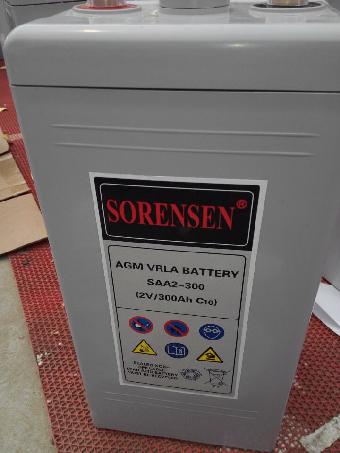 SORENSEN®
AGM VRLA BATTERY
SAA2-300
(2V/300Ah C10)